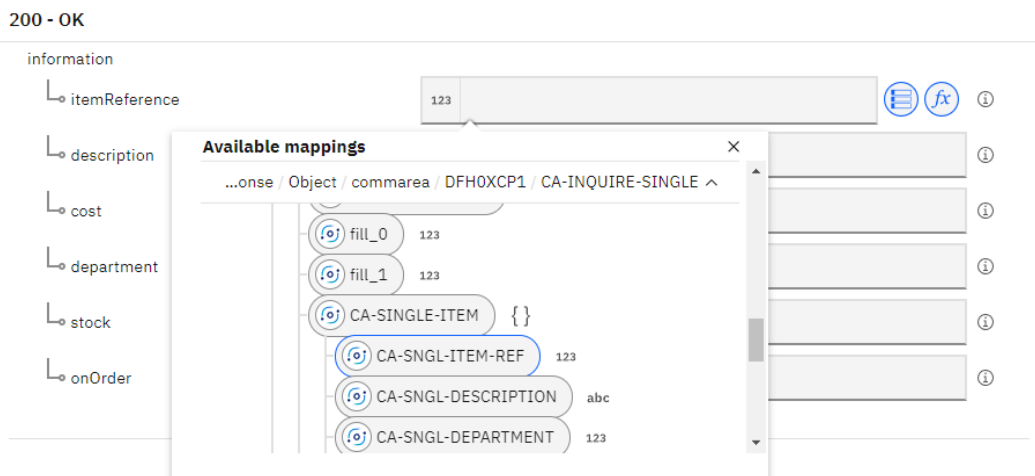 200 - OK
information
itemReference
123
fx
description
Available mappings
...onse / Object / commarea / DFH0XCP1 / CA-INQUIRE-SINGLE
cost
fill_0 123
department
fill_1 123
CA-SINGLE-ITEM { }
stock
CA-SNGL-ITEM-REF 123
onOrder
CA-SNGL-DESCRIPTION abc
CA-SNGL-DEPARTMENT 123